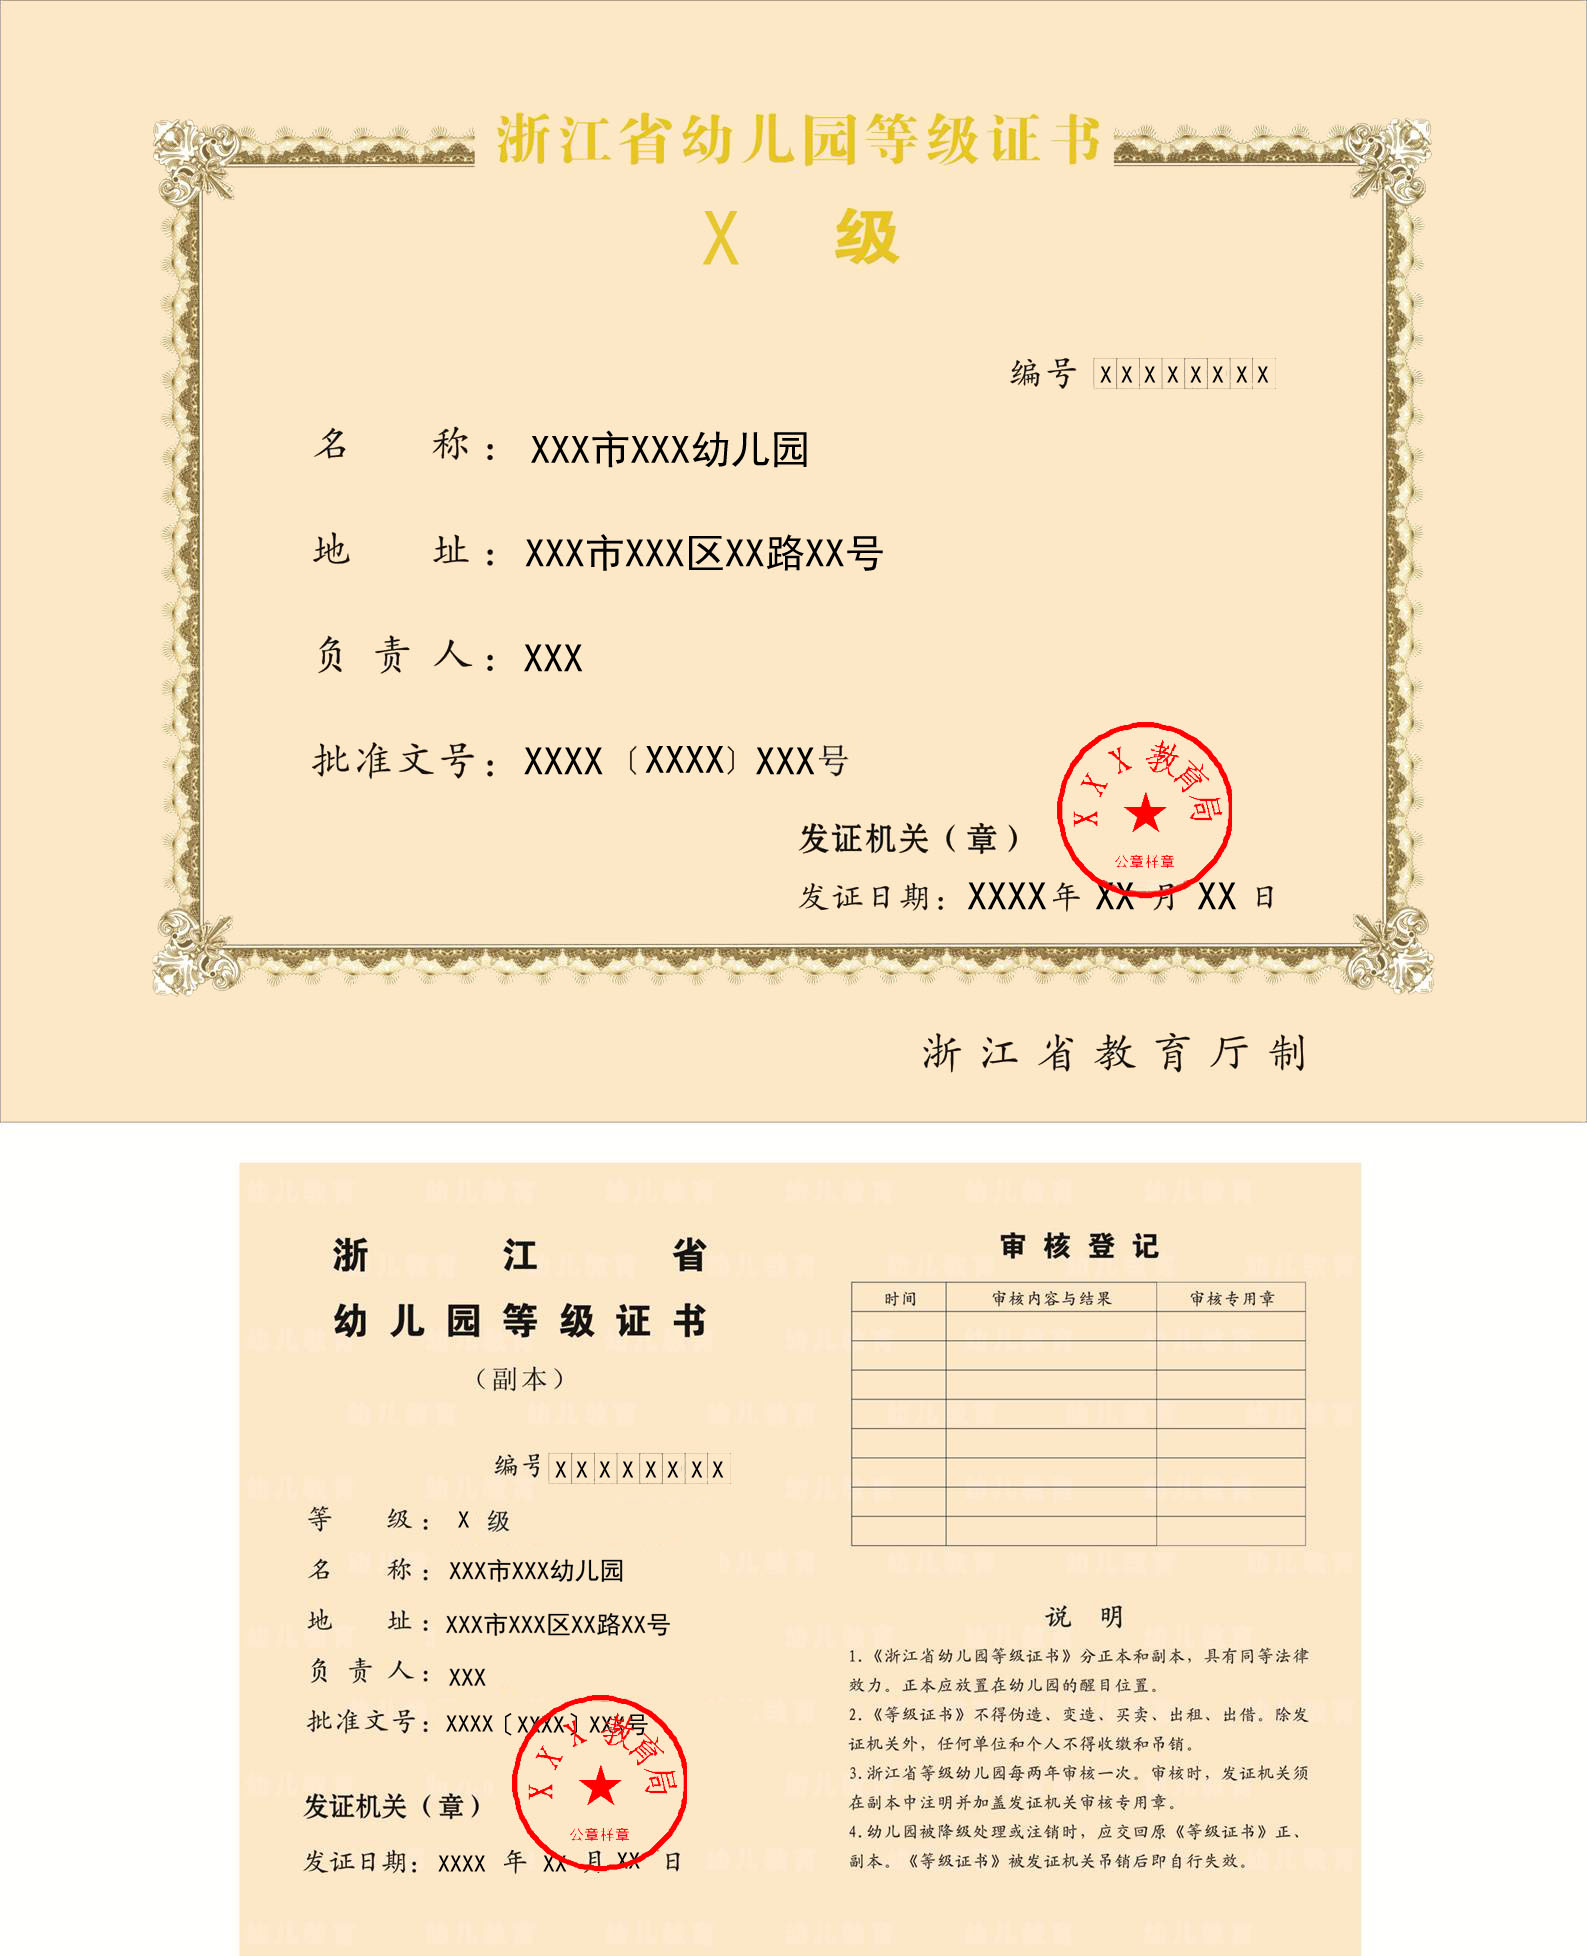 浙江省幼儿园等级证书
X 级
编号 XXXXXXXX
名 称：XXX市XXX幼儿园
地 址：XXX市XXX区XX路XX号
负责人：XXX
批准文号：XXXX〔XXXX〕XXX号
XXX教育局
公章样章
发证机关（章）
发证日期：XXXX年 XX 月 XX 日
浙江省教育厅制
浙 江 省
幼儿园等级证书
（副本）
编号 XXXXXXXX
等 级：X 级
名 称：XXX市XXX幼儿园
地 址：XXX市XXX区XX路XX号
负责人：XXX
批准文号：XXXX〔XXXX〕XXX号
XXX教育局
公章样章
发证机关（章）
发证日期：XXXX 年 XX 月 XX 日
审核登记
时间 审核内容与结果 审核专用章
说 明
1.《浙江省幼儿园等级证书》分正本和副本，具有同等法律
效力。正本应放置在幼儿园的醒目位置。
2.《等级证书》不得伪造、变造、买卖、出租、出借。除发
证机关外，任何单位和个人不得收缴和吊销。
3.浙江省等级幼儿园每两年审核一次。审核时，发证机关须
在副本中注明并加盖发证机关审核专用章。
4.幼儿园被降级处理或注销时，应交回原《等级证书》正、
副本。《等级证书》被发证机关吊销后即自行失效。